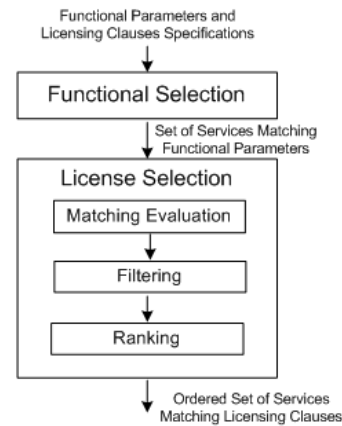 Functional Parameters and
Licensing Clauses Specifications
Functional Selection
Set of Services Matching
Functional Parameters
License Selection
Matching Evaluation
Filtering
Ranking
Ordered Set of Services
Matching Licensing Clauses